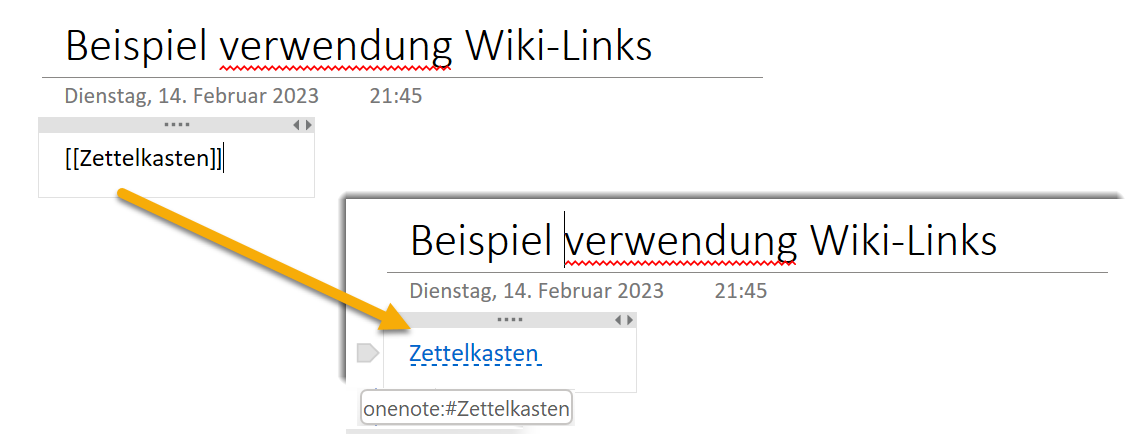 Beispiel verwendung Wiki-Links
Dienstag, 14. Februar 2023 21:45
[[Zettelkasten]]
Beispiel verwendung Wiki-Links
Dienstag, 14. Februar 2023 21:45
Zettelkasten
onenote:#Zettelkasten